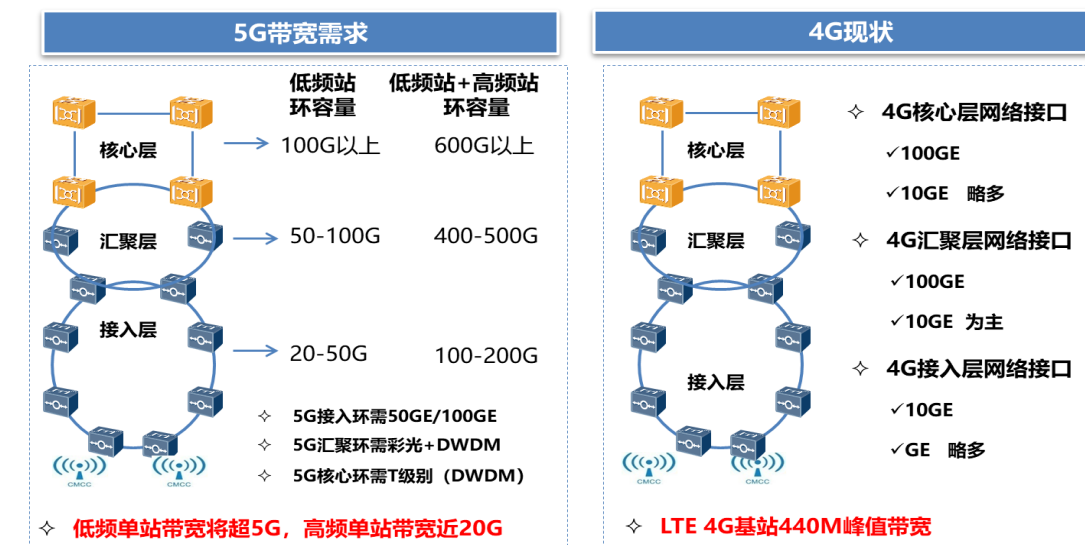 5G带宽需求
低频站 低频站+高频站
环容量 环容量
核心层
100G以上 600G以上
汇聚层
50-100G 400-500G
接入层
20-50G 100-200G
✧ 5G接入环需50GE/100GE
✧ 5G汇聚环需彩光+DWDM
✧ 5G核心环需T级别（DWDM）
CMCC CMCC
✧ 低频单站带宽将超5G，高频单站带宽近20G
4G现状
核心层
汇聚层
接入层
CMCC CMCC
✧ 4G核心层网络接口
✓100GE
✓10GE 略多
✧ 4G汇聚层网络接口
✓100GE
✓10GE 为主
✧ 4G接入层网络接口
✓10GE
✓GE 略多
✧ LTE 4G基站440M峰值带宽